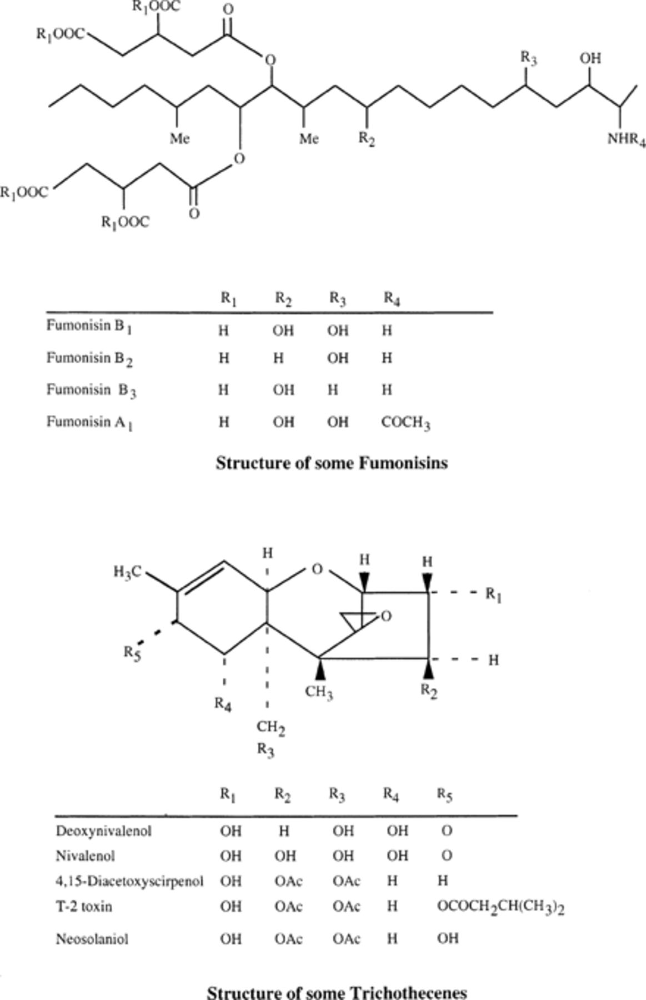 R₁OOC O
R₁OOC
O R₃ OH
Me Me R₂ NHR₄
O
R₁OOC
R₁OOC O
R₁ R₂ R₃ R₄
Fumonisin B₁ H OH OH H
Fumonisin B₂ H H OH H
Fumonisin B₃ H OH H H
Fumonisin A₁ H OH OH COCH₃
Structure of some Fumonisins
H H H
H₃C O
R₁
O
R₅ H
CH₃ R₂
R₄
CH₂
R₃
R₁ R₂ R₃ R₄ R₅
Deoxynivalenol OH H OH OH O
Nivalenol OH OH OH OH O
4,15-Diacetoxyscirpenol OH OAc OAc H H
T-2 toxin OH OAc OAc H OCOCH₂CH(CH₃)₂
Neosolaniol OH OAc OAc H OH
Structure of some Trichothecenes